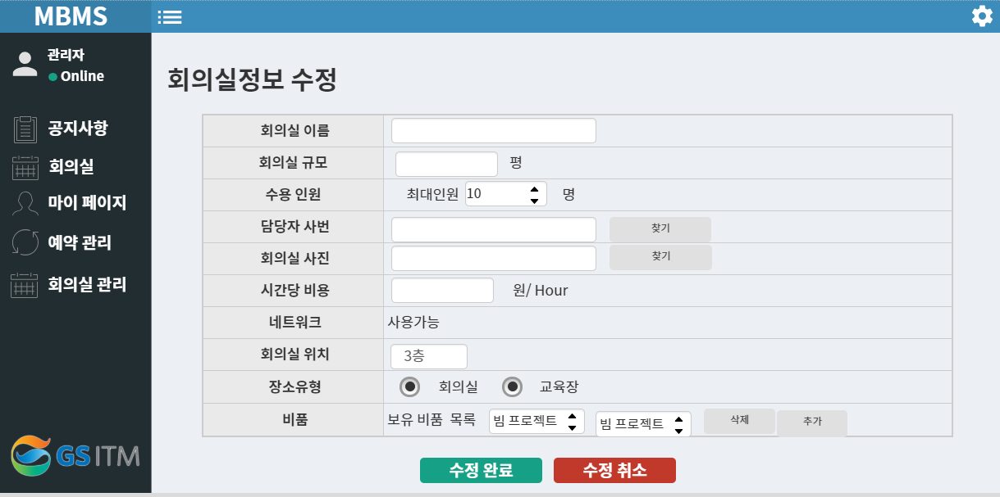 MBMS
관리자
Online
공지사항
회의실
마이 페이지
예약 관리
회의실 관리
GS ITM
회의실정보 수정
회의실 이름
회의실 규모 평
수용 인원 최대인원 10 명
담당자 사번 찾기
회의실 사진 찾기
시간당 비용 원/ Hour
네트워크 사용가능
회의실 위치 3층
장소유형 회의실 교육장
비품 보유 비품 목록 빔 프로젝트 빔 프로젝트 삭제 추가
수정 완료 수정 취소